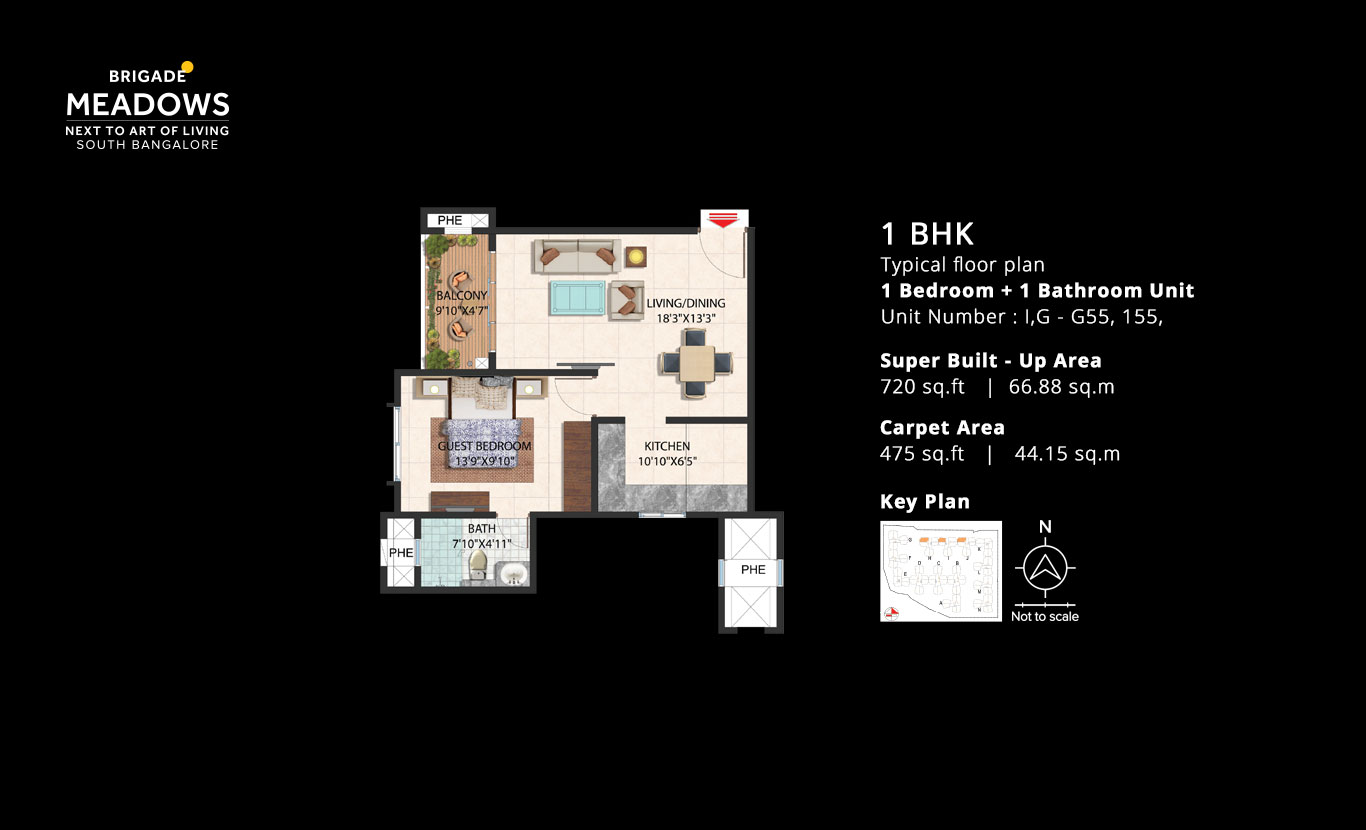 BRIGADE
MEADOWS
NEXT TO ART OF LIVING
SOUTH BANGALORE
PHE
BALCONY
9'10"X4'7"
LIVING/DINING
18'3"X13'3"
GUEST BEDROOM
13'9"X9'10"
KITCHEN
10'10"X6'5"
BATH
7'10"X4'11"
PHE
PHE
1 BHK
Typical floor plan
1 Bedroom + 1 Bathroom Unit
Unit Number : I,G - G55, 155,
Super Built - Up Area
720 sq.ft | 66.88 sq.m
Carpet Area
475 sq.ft | 44.15 sq.m
Key Plan
G
K
F H I J
D C B
E L
M
A
N
N
Not to scale